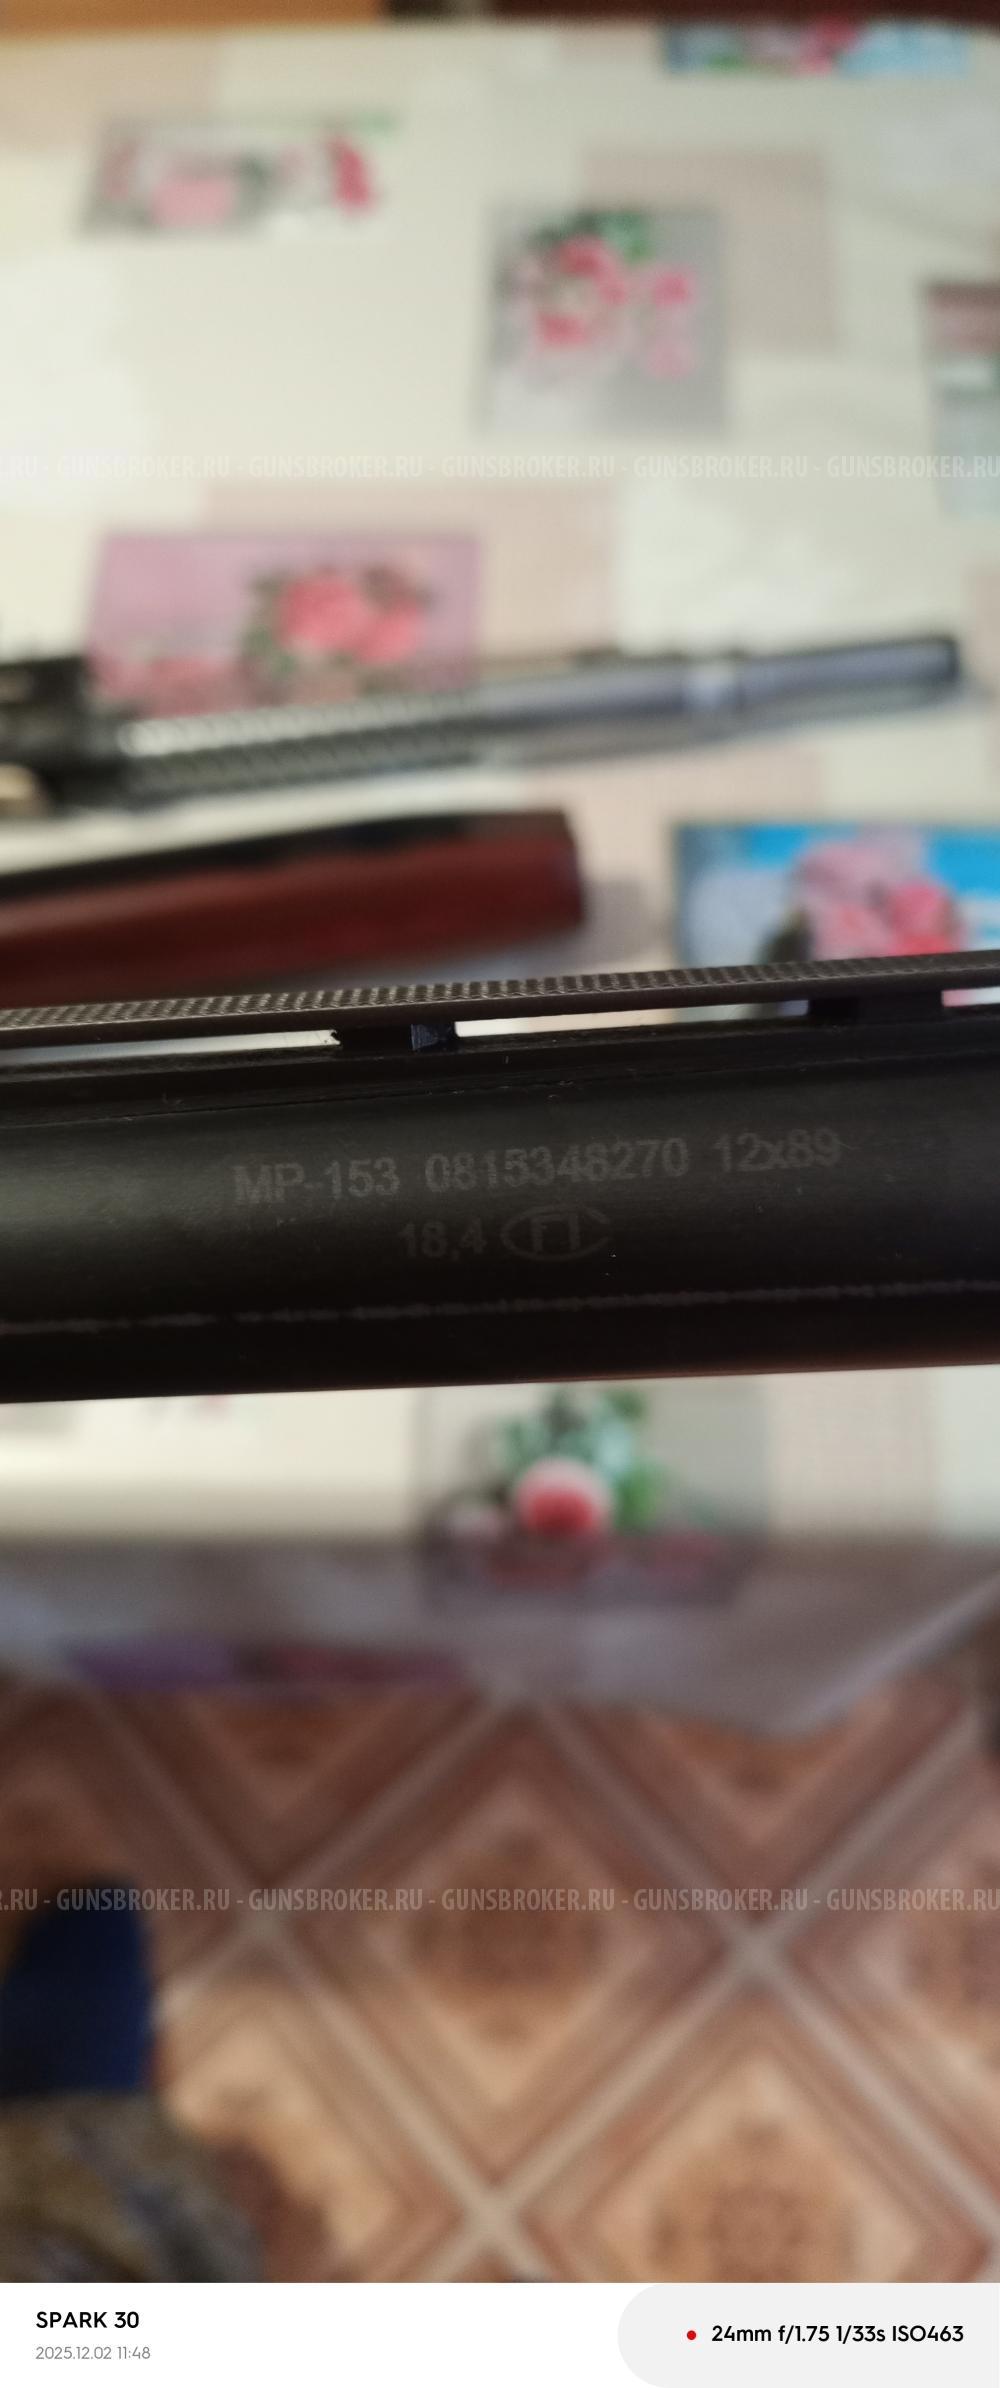 .RU - GUNSBROKER.RU - GUNSBROKER.RU - GUNSBROKER.RU - GUNSBROKER.RU - GUNSBROKER.RU
MP-153 0815348270 12x89
18,4 FT
.RU - GUNSBROKER.RU - GUNSBROKER.RU - GUNSBROKER.RU - GUNSBROKER.RU - GUNSBROKER.RU
SPARK 30
2025.12.02 11:48
24mm f/1.75 1/33s ISO463